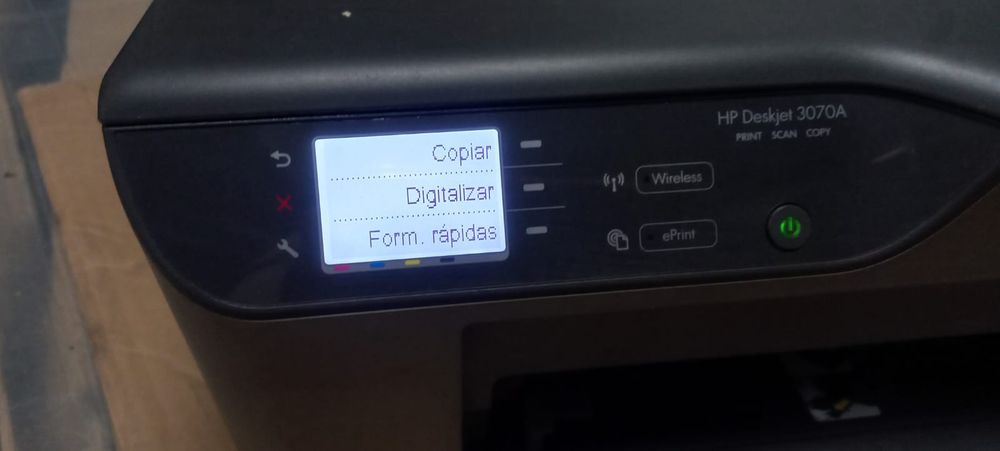 HP Deskjet 3070A
PRINT SCAN COPY
Copiar
Digitalizar
Form. rápidas
Wireless
ePrint